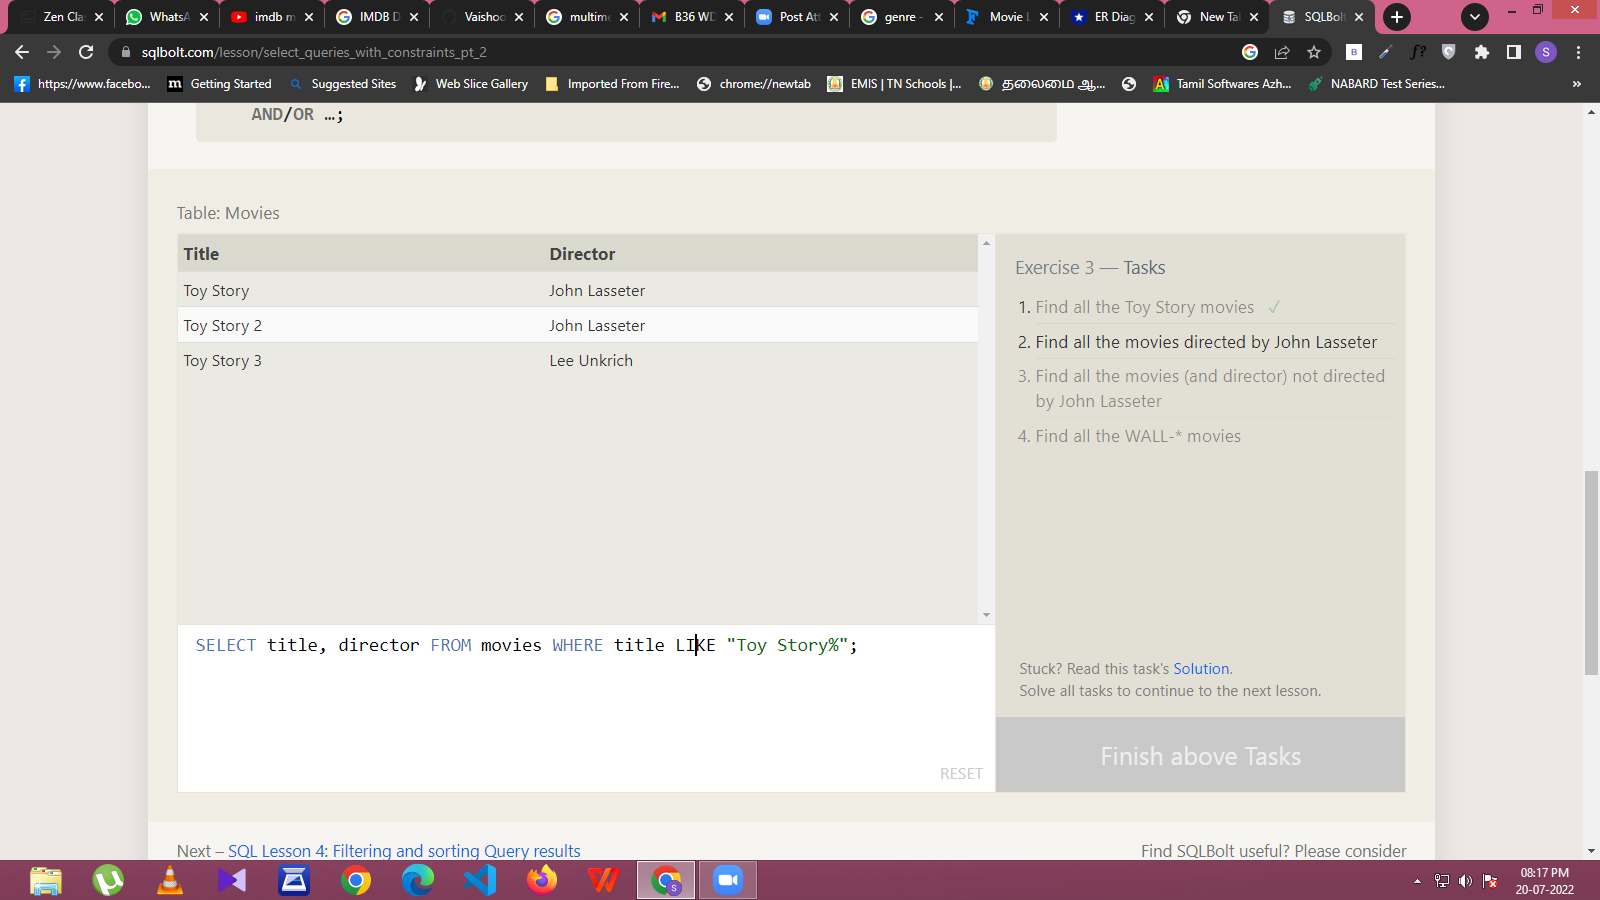 Zen Cla
WhatsA
imdb m
IMDB D
Vaishoo
multime
B36 WD
Post Att
genre -
Movie L
ER Diag
New Tab
SQLBolt
sqlbolt.com/lesson/select_queries_with_constraints_pt_2
https://www.facebo...
Getting Started
Suggested Sites
Web Slice Gallery
Imported From Fire...
chrome://newtab
EMIS | TN Schools |...
தலைமை ஆ...
Tamil Softwares Azh...
NABARD Test Series...
»
AND/OR …;
Table: Movies
Title Director
Toy Story John Lasseter
Toy Story 2 John Lasseter
Toy Story 3 Lee Unkrich
Exercise 3 — Tasks
1. Find all the Toy Story movies ✓
2. Find all the movies directed by John Lasseter
3. Find all the movies (and director) not directed
by John Lasseter
4. Find all the WALL-* movies
SELECT title, director FROM movies WHERE title LIKE "Toy Story%";
RESET
Stuck? Read this task's Solution.
Solve all tasks to continue to the next lesson.
Finish above Tasks
Next – SQL Lesson 4: Filtering and sorting Query results
Find SQLBolt useful? Please consider
08:17 PM
20-07-2022